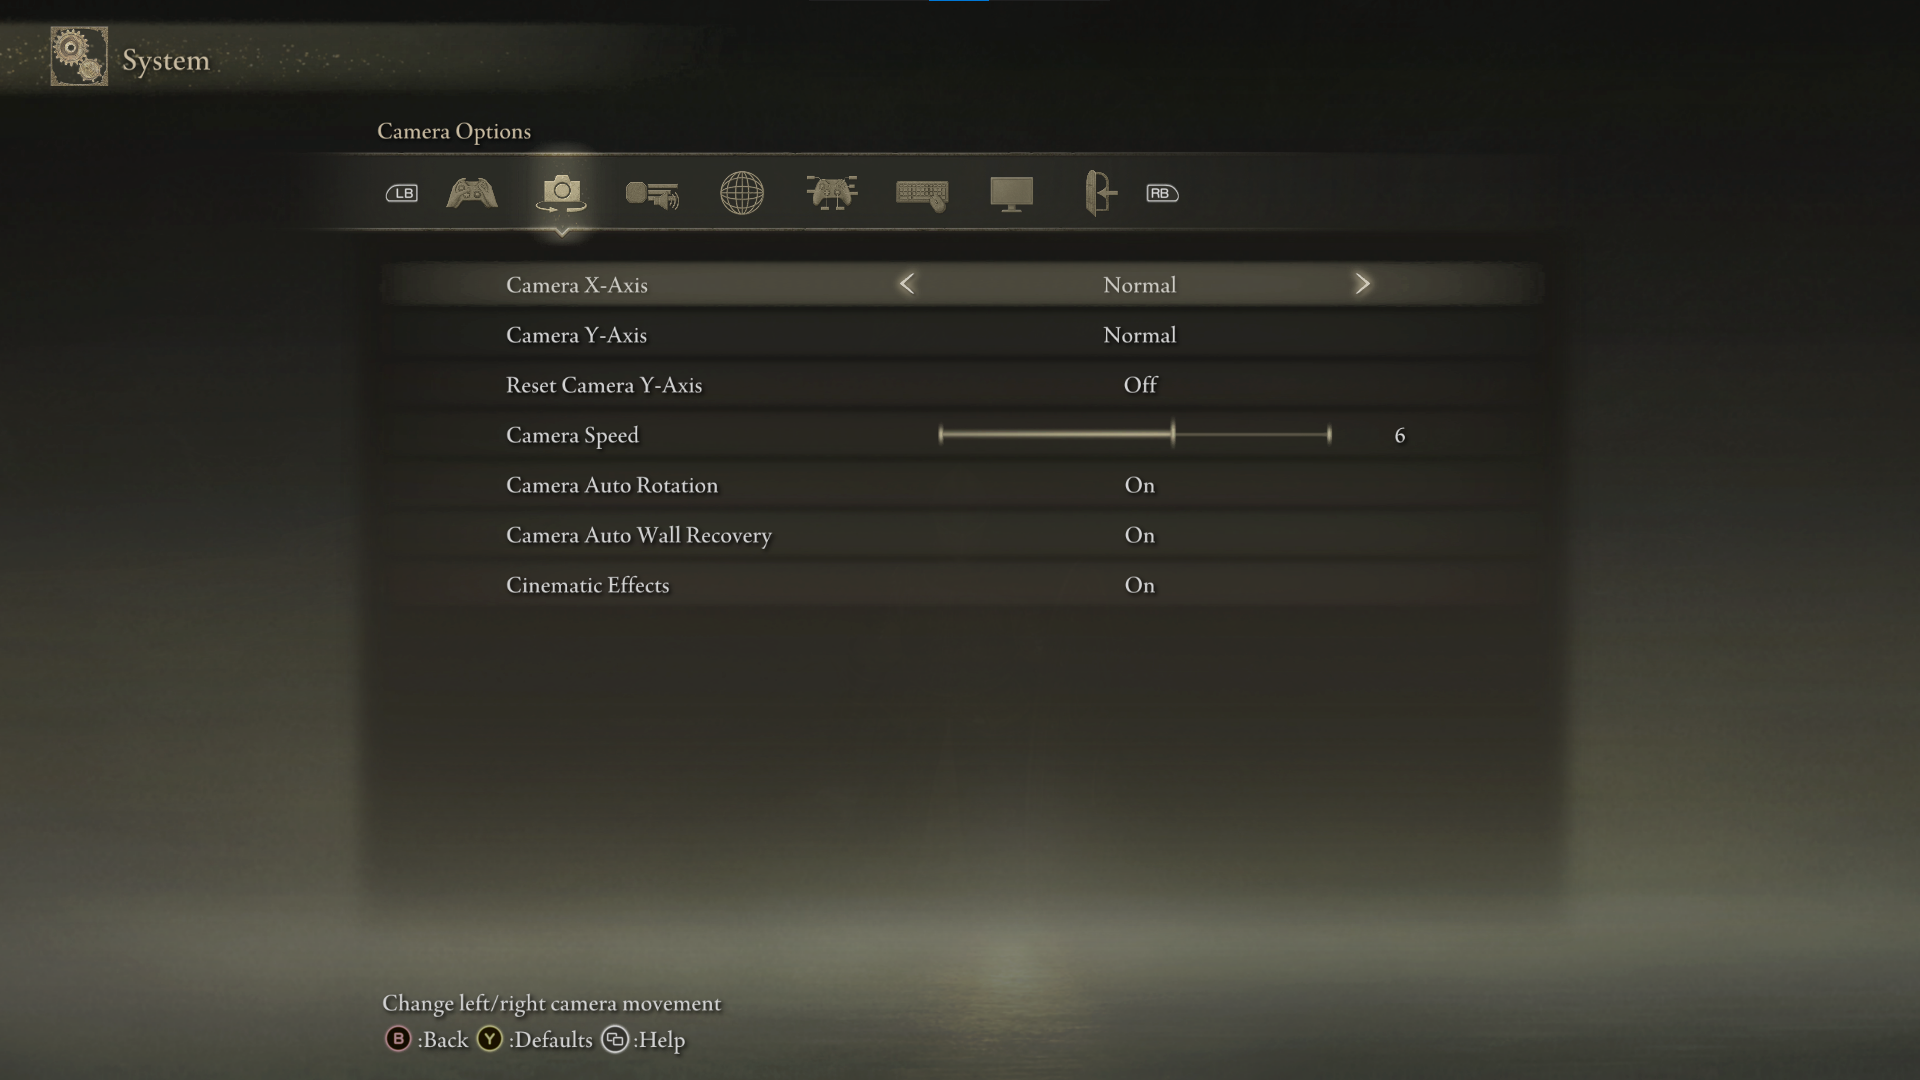 System
Camera Options
LB RB
Camera X-Axis Normal
Camera Y-Axis Normal
Reset Camera Y-Axis Off
Camera Speed 6
Camera Auto Rotation On
Camera Auto Wall Recovery On
Cinematic Effects On
Change left/right camera movement
B :Back Y :Defaults :Help